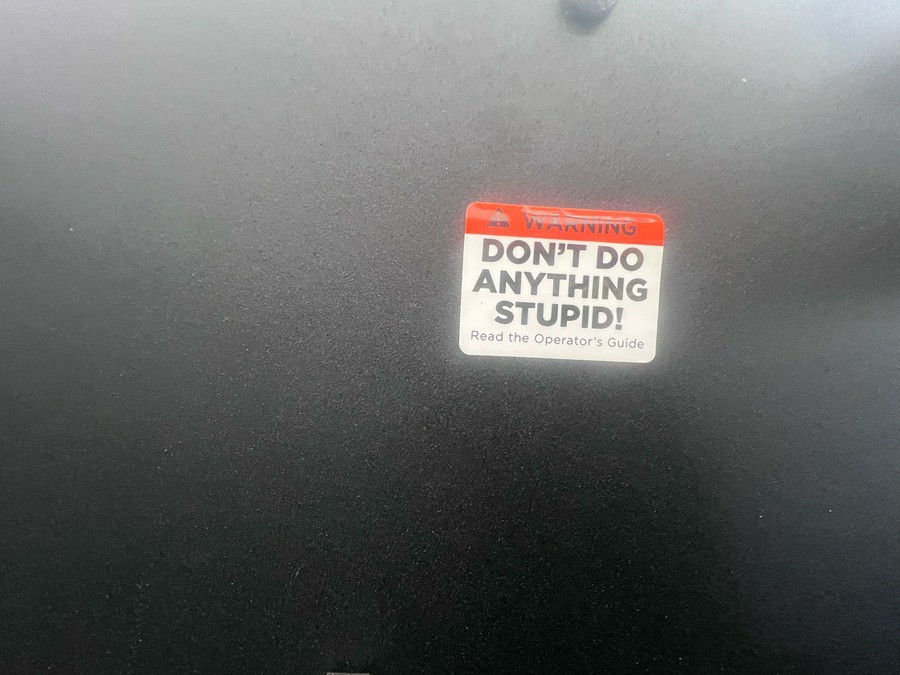 WARNING
DON'T DO
ANYTHING
STUPID!
Read the Operator's Guide